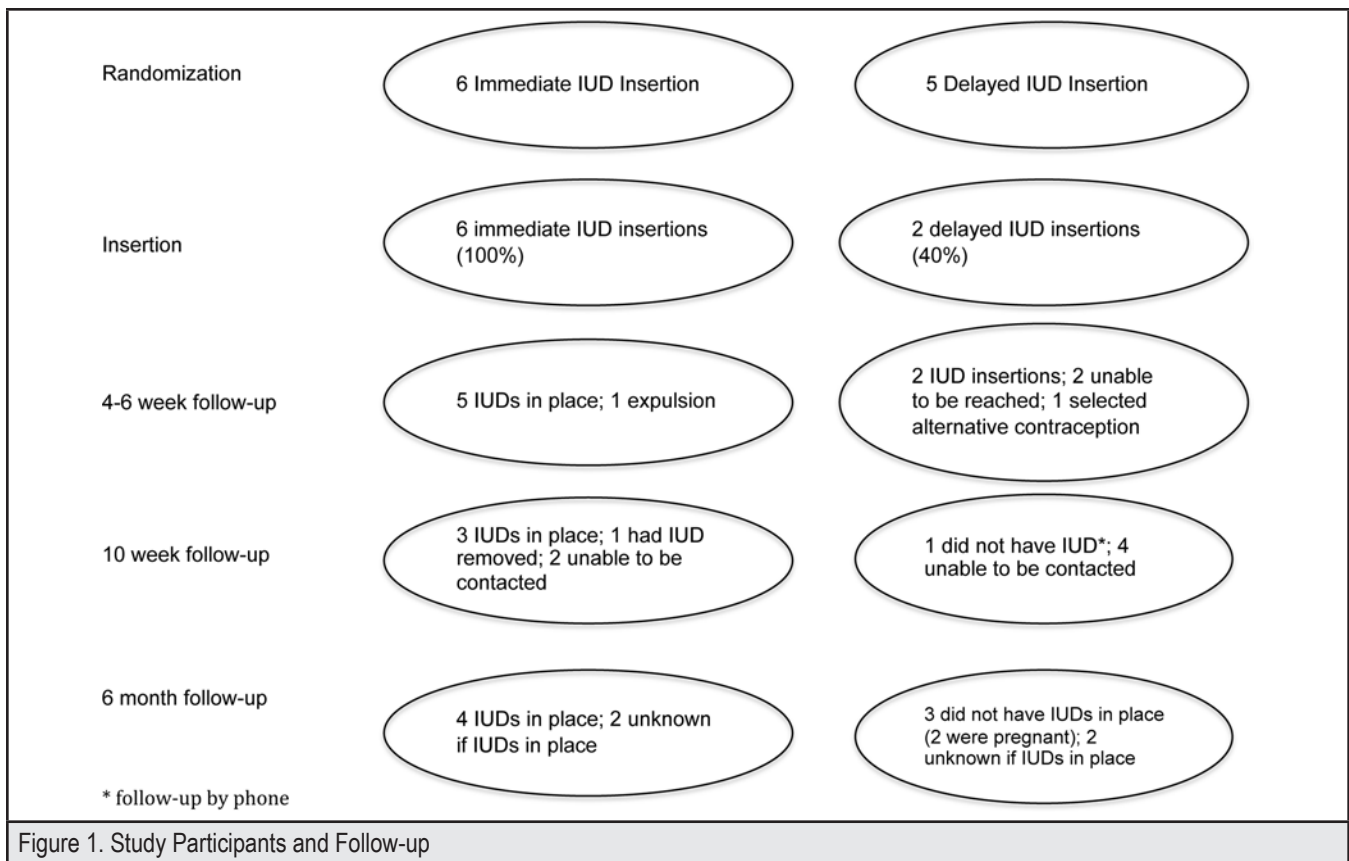 Randomization
6 Immediate IUD Insertion
5 Delayed IUD Insertion
Insertion
6 immediate IUD insertions
(100%)
2 delayed IUD insertions
(40%)
4-6 week follow-up
5 IUDs in place; 1 expulsion
2 IUD insertions; 2 unable
to be reached; 1 selected
alternative contraception
10 week follow-up
3 IUDs in place; 1 had IUD
removed; 2 unable to be
contacted
1 did not have IUD*; 4
unable to be contacted
6 month follow-up
4 IUDs in place; 2 unknown
if IUDs in place
3 did not have IUDs in place
(2 were pregnant); 2
unknown if IUDs in place
* follow-up by phone
Figure 1. Study Participants and Follow-up